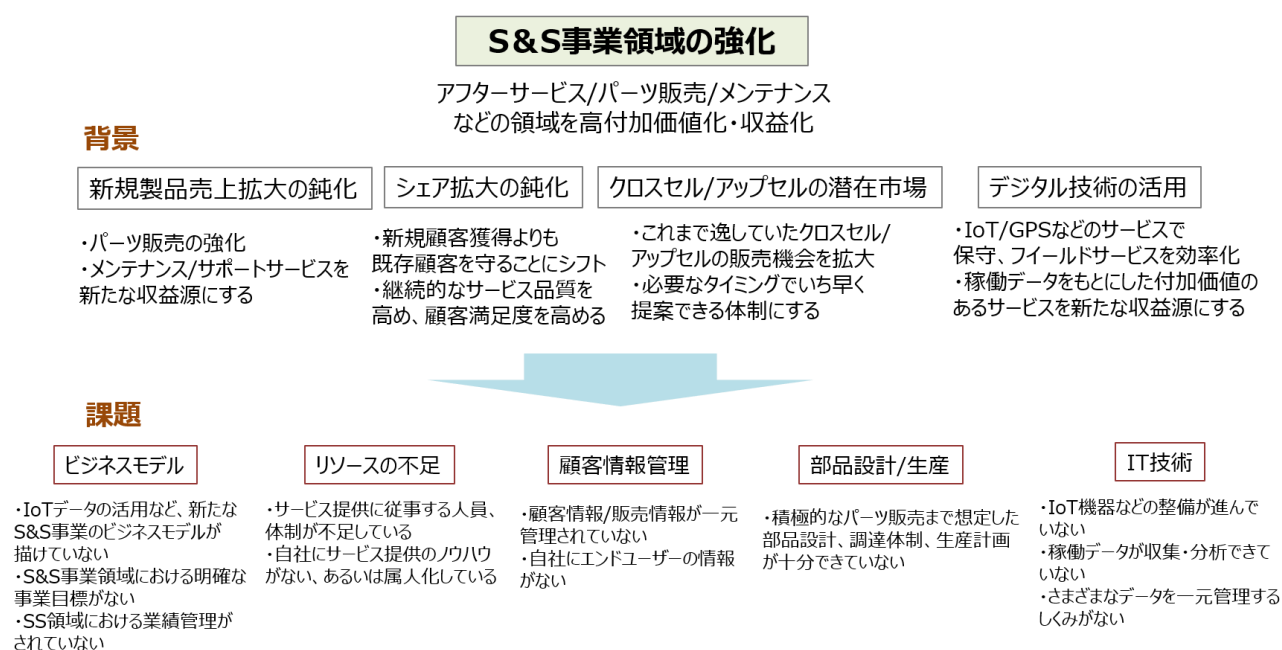 S&S事業領域の強化
アフターサービス/パーツ販売/メンテナンス
などの領域を高付加価値化・収益化
背景
新規製品売上拡大の鈍化
・パーツ販売の強化
・メンテナンス/サポートサービスを
新たな収益源にする
シェア拡大の鈍化
・新規顧客獲得よりも
既存顧客を守ることにシフト
・継続的なサービス品質を
高め、顧客満足度を高める
クロスセル/アップセルの潜在市場
・これまで逸していたクロスセル/
アップセルの販売機会を拡大
・必要なタイミングでいち早く
提案できる体制にする
デジタル技術の活用
・IoT/GPSなどのサービスで
保守、フイールドサービスを効率化
・稼働データをもとにした付加価値の
あるサービスを新たな収益源にする
課題
ビジネスモデル
・IoTデータの活用など、新たな
S&S事業のビジネスモデルが
描けていない
・S&S事業領域における明確な
事業目標がない
・SS領域における業績管理が
されていない
リソースの不足
・サービス提供に従事する人員、
体制が不足している
・自社にサービス提供のノウハウ
がない、あるいは属人化している
顧客情報管理
・顧客情報/販売情報が一元
管理されていない
・自社にエンドユーザーの情報
がない
部品設計/生産
・積極的なパーツ販売まで想定した
部品設計、調達体制、生産計画
が十分できていない
IT技術
・IoT機器などの整備が進んで
いない
・稼働データが収集・分析できて
いない
・さまざまなデータを一元管理する
しくみがない